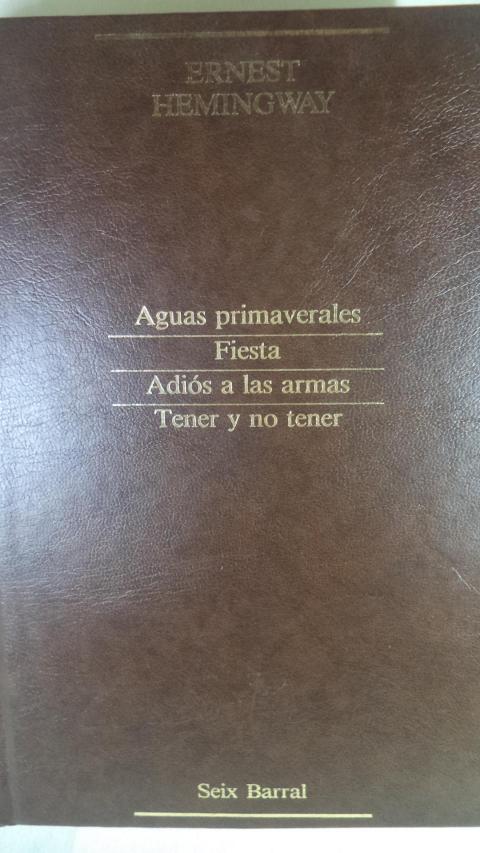 ERNEST
HEMINGWAY
Aguas primaverales
Fiesta
Adiós a las armas
Tener y no tener
Seix Barral